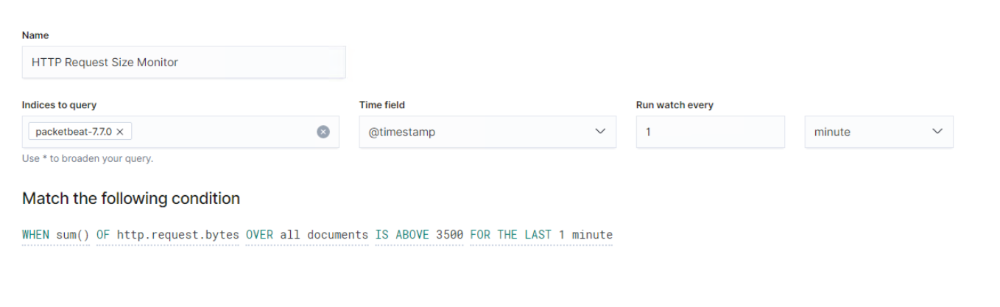 Name
HTTP Request Size Monitor
Indices to query Time field Run watch every
packetbeat-7.7.0 @timestamp 1 minute
Use * to broaden your query.
Match the following condition
WHEN sum() OF http.request.bytes OVER all documents IS ABOVE 3500 FOR THE LAST 1 minute